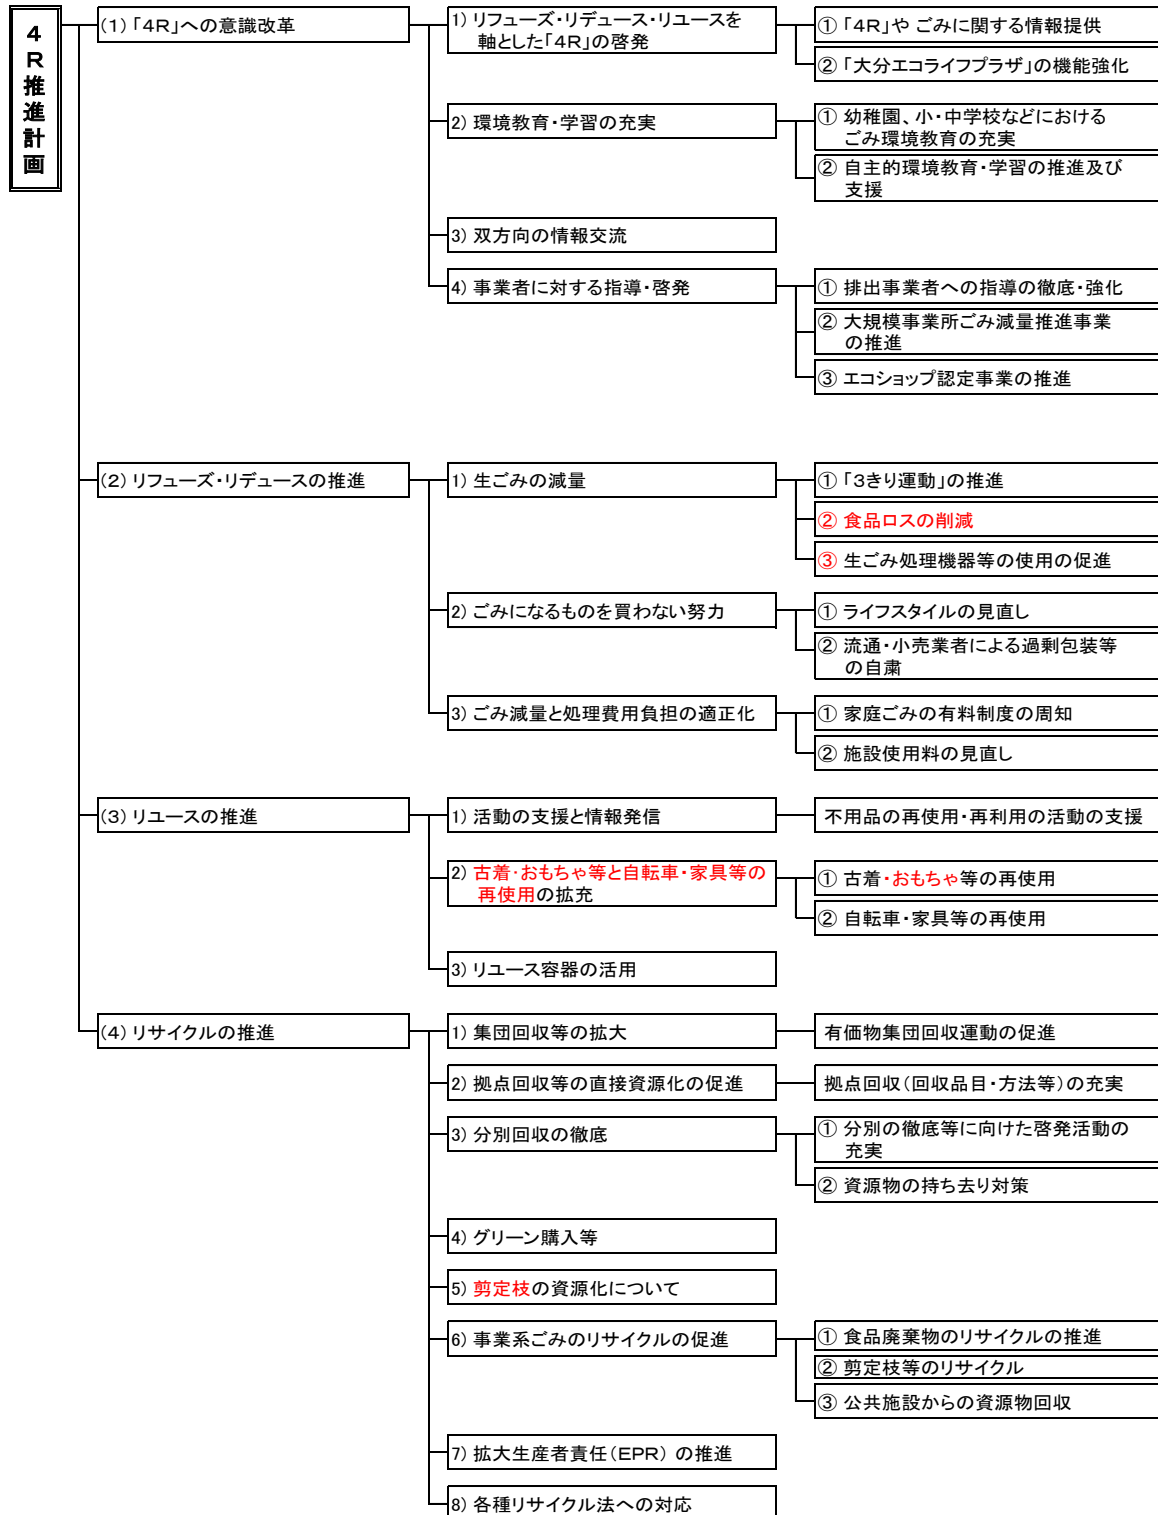 4R推進計画
(1)「4R」への意識改革
1) リフューズ・リデュース・リユースを
軸とした「4R」の啓発
① 「4R」や ごみに関する情報提供
② 「大分エコライフプラザ」の機能強化
2) 環境教育・学習の充実
① 幼稚園、小・中学校などにおける
ごみ環境教育の充実
② 自主的環境教育・学習の推進及び
支援
3) 双方向の情報交流
4) 事業者に対する指導・啓発
① 排出事業者への指導の徹底・強化
② 大規模事業所ごみ減量推進事業
の推進
③ エコショップ認定事業の推進
(2) リフューズ・リデュースの推進
1) 生ごみの減量
① 「3きり運動」の推進
② 食品ロスの削減
③ 生ごみ処理機器等の使用の促進
2) ごみになるものを買わない努力
① ライフスタイルの見直し
② 流通・小売業者による過剰包装等
の自粛
3) ごみ減量と処理費用負担の適正化
① 家庭ごみの有料制度の周知
② 施設使用料の見直し
(3) リユースの推進
1) 活動の支援と情報発信
不用品の再使用・再利用の活動の支援
2) 古着・おもちゃ等と自転車・家具等の
再使用の拡充
① 古着・おもちゃ等の再使用
② 自転車・家具等の再使用
3) リユース容器の活用
(4) リサイクルの推進
1) 集団回収等の拡大
有価物集団回収運動の促進
2) 拠点回収等の直接資源化の促進
拠点回収(回収品目・方法等)の充実
3) 分別回収の徹底
① 分別の徹底等に向けた啓発活動の
充実
② 資源物の持ち去り対策
4) グリーン購入等
5) 剪定枝の資源化について
6) 事業系ごみのリサイクルの促進
① 食品廃棄物のリサイクルの推進
② 剪定枝等のリサイクル
③ 公共施設からの資源物回収
7) 拡大生産者責任(EPR) の推進
8) 各種リサイクル法への対応